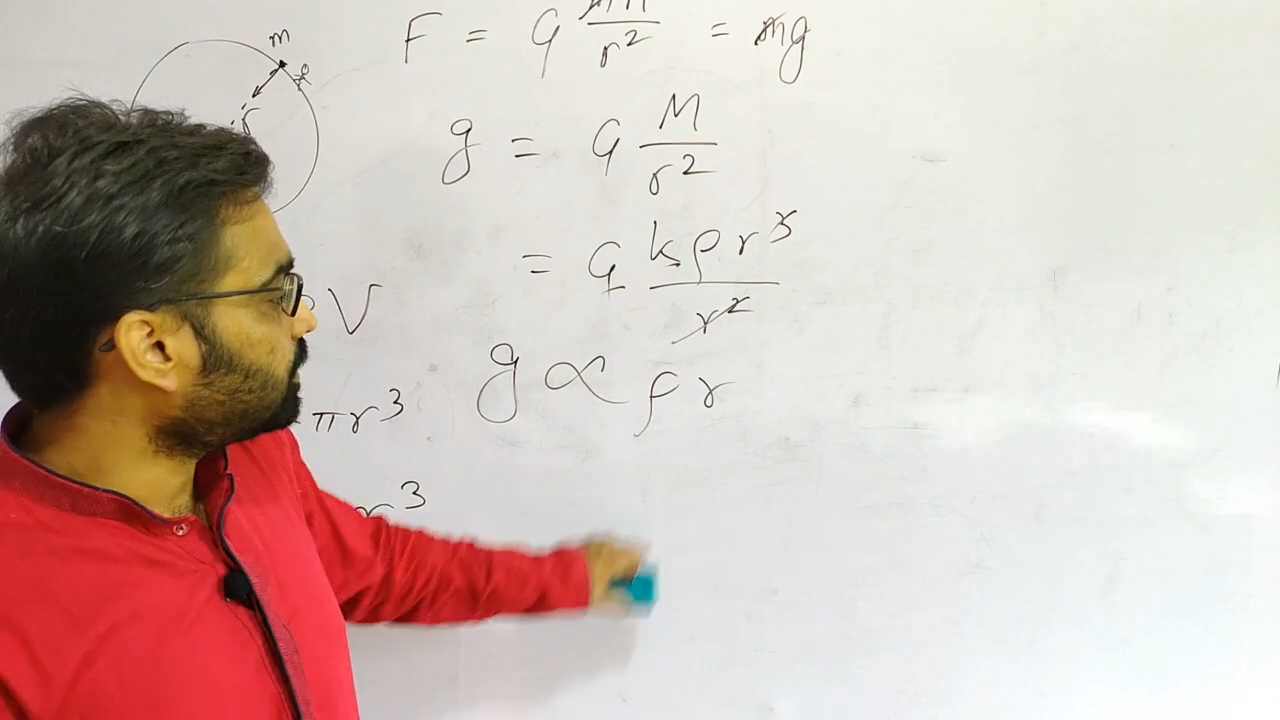 m
r
F = G mM/r² = mg
g = G M/r²
= G kρr³/r²
V
g ∝ ρr
πr³
r³